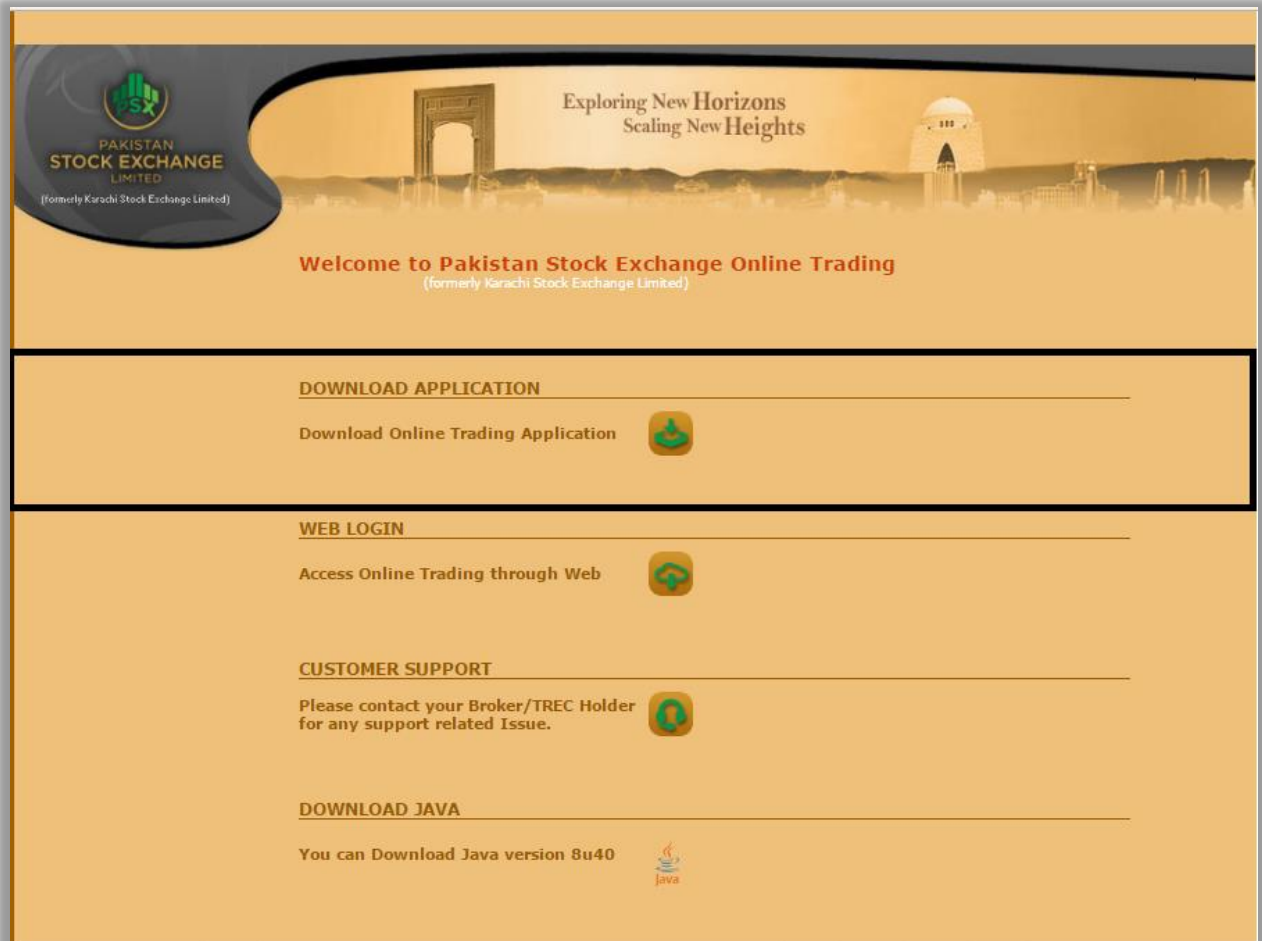 PSX
PAKISTAN
STOCK EXCHANGE
LIMITED
(formerly Karachi Stock Exchange Limited)
Exploring New Horizons
Scaling New Heights
Welcome to Pakistan Stock Exchange Online Trading
(formerly Karachi Stock Exchange Limited)
DOWNLOAD APPLICATION
Download Online Trading Application
WEB LOGIN
Access Online Trading through Web
CUSTOMER SUPPORT
Please contact your Broker/TREC Holder
for any support related Issue.
DOWNLOAD JAVA
You can Download Java version 8u40
Java